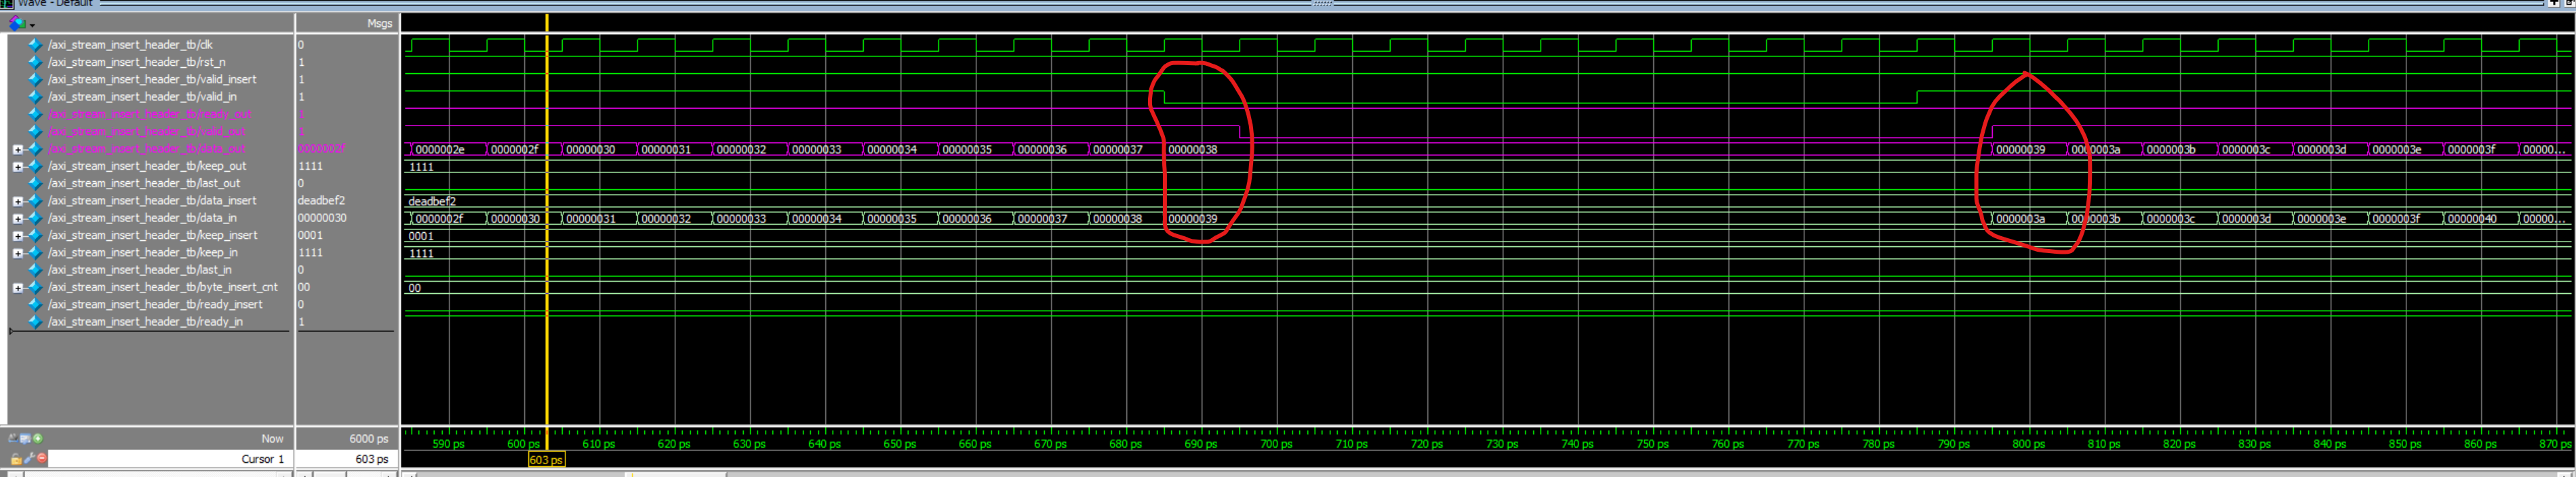 Wave - Default
Msgs
/axi_stream_insert_header_tb/clk 0
/axi_stream_insert_header_tb/rst_n 1
/axi_stream_insert_header_tb/valid_insert 1
/axi_stream_insert_header_tb/valid_in 1
/axi_stream_insert_header_tb/ready_out 1
/axi_stream_insert_header_tb/valid_out 1
/axi_stream_insert_header_tb/data_out 0000002f 0000002e 0000002f 00000030 00000031 00000032 00000033 00000034 00000035 00000036 00000037 00000038 00000039 0000003a 0000003b 0000003c 0000003d 0000003e 0000003f 00000...
/axi_stream_insert_header_tb/keep_out 1111 1111
/axi_stream_insert_header_tb/last_out 0
/axi_stream_insert_header_tb/data_insert deadbef2 deadbef2
/axi_stream_insert_header_tb/data_in 00000030 0000002f 00000030 00000031 00000032 00000033 00000034 00000035 00000036 00000037 00000038 00000039 0000003a 0000003b 0000003c 0000003d 0000003e 0000003f 00000040 00000...
/axi_stream_insert_header_tb/keep_insert 0001 0001
/axi_stream_insert_header_tb/keep_in 1111 1111
/axi_stream_insert_header_tb/last_in 0
/axi_stream_insert_header_tb/byte_insert_cnt 00 00
/axi_stream_insert_header_tb/ready_insert 0
/axi_stream_insert_header_tb/ready_in 1
Now 6000 ps 590 ps 600 ps 610 ps 620 ps 630 ps 640 ps 650 ps 660 ps 670 ps 680 ps 690 ps 700 ps 710 ps 720 ps 730 ps 740 ps 750 ps 760 ps 770 ps 780 ps 790 ps 800 ps 810 ps 820 ps 830 ps 840 ps 850 ps 860 ps 870 ps
Cursor 1 603 ps 603 ps